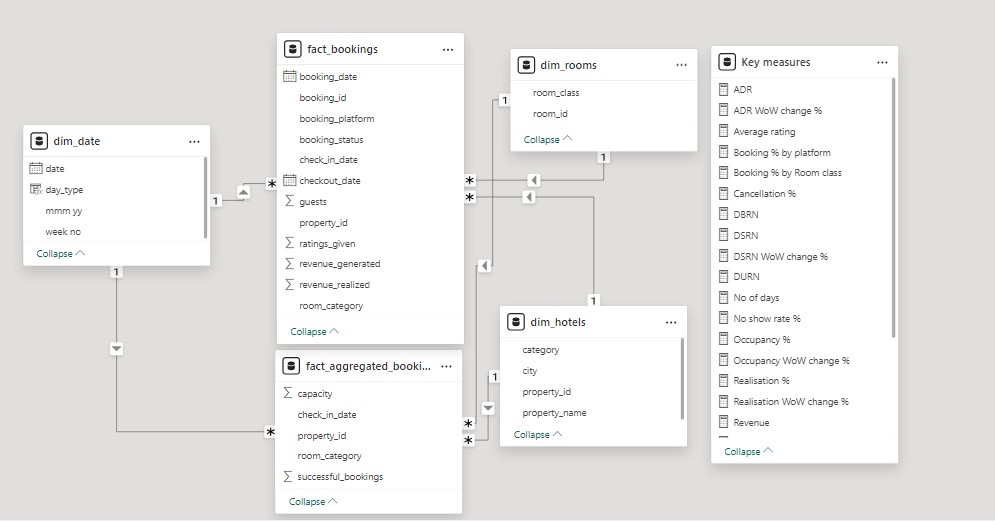 fact_bookings
booking_date
booking_id
booking_platform
booking_status
check_in_date
checkout_date
guests
property_id
ratings_given
revenue_generated
revenue_realized
room_category
Collapse
dim_rooms
room_class
room_id
Collapse
Key measures
ADR
ADR WoW change %
Average rating
Booking % by platform
Booking % by Room class
Cancellation %
DBRN
DSRN
DSRN WoW change %
DURN
No of days
No show rate %
Occupancy %
Occupancy WoW change %
Realisation %
Realisation WoW change %
Revenue
Collapse
dim_date
date
day_type
mmm yy
week no
Collapse
dim_hotels
category
city
property_id
property_name
Collapse
fact_aggregated_booki...
capacity
check_in_date
property_id
room_category
successful_bookings
Collapse
1
*
1
*
1
*
*
1
1
1
*
*